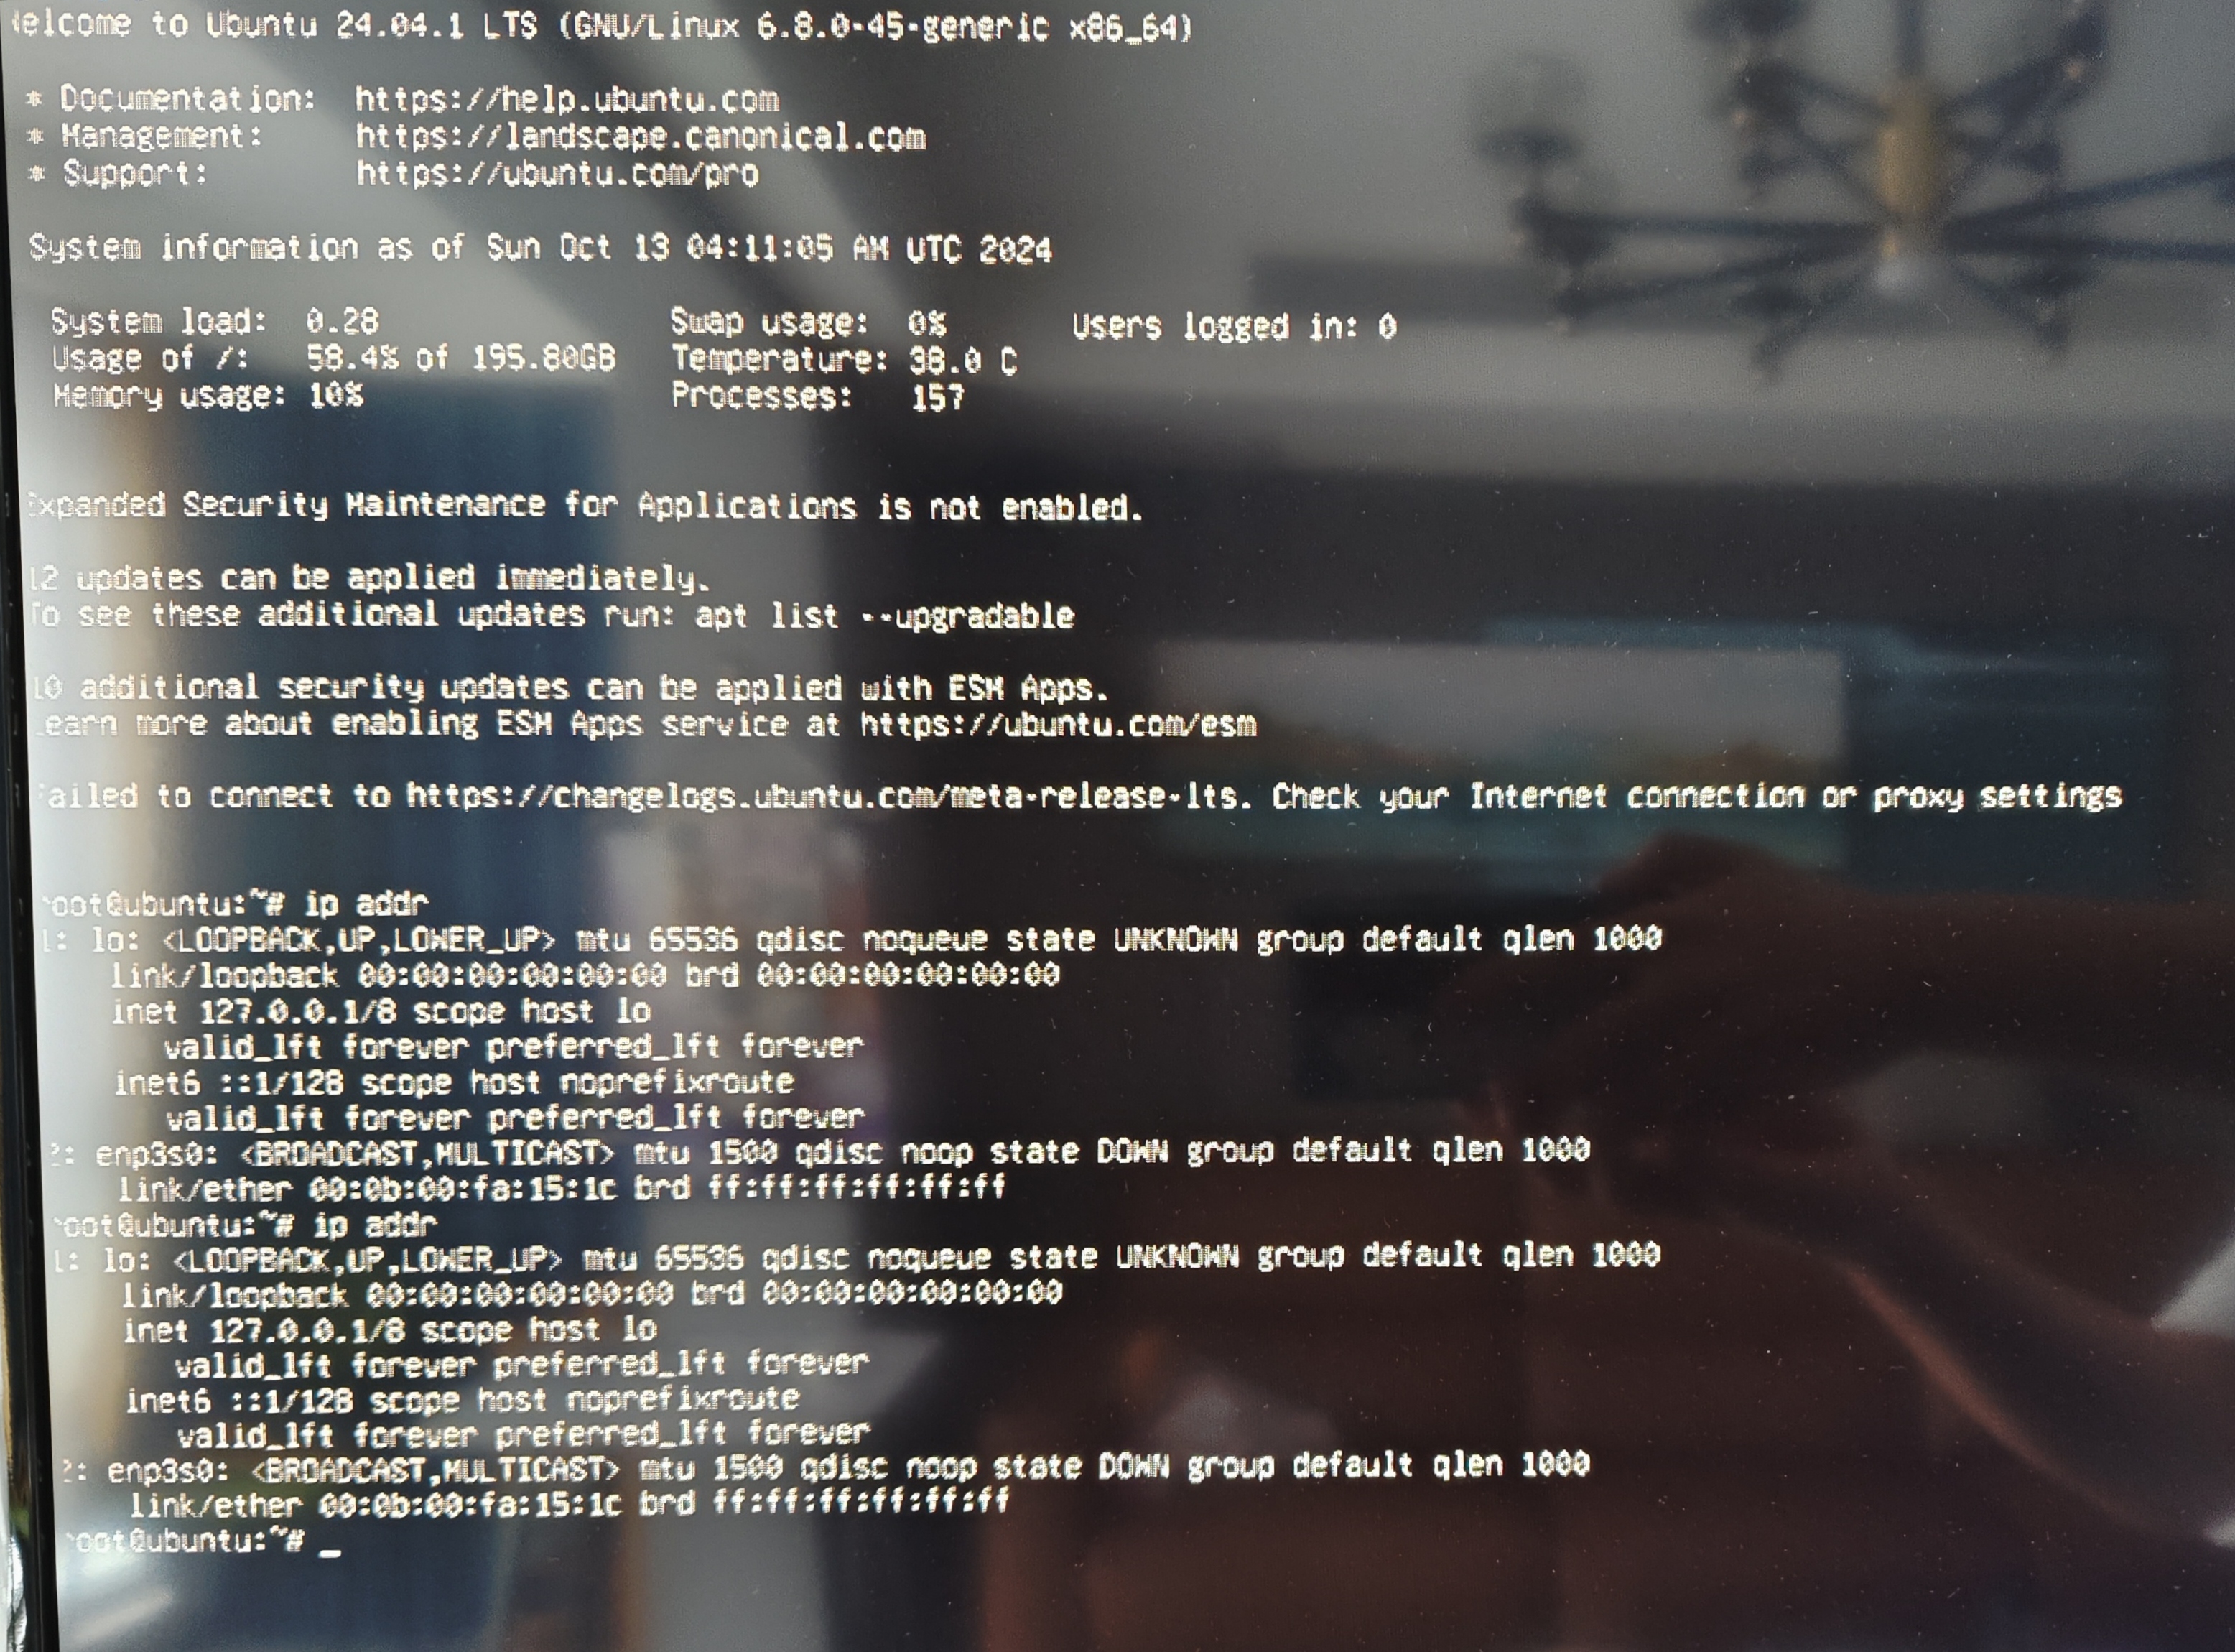 Welcome to Ubuntu 24.04.1 LTS (GNU/Linux 6.8.0-45-generic x86_64)
* Documentation: https://help.ubuntu.com
* Management: https://landscape.canonical.com
* Support: https://ubuntu.com/pro
System information as of Sun Oct 13 04:11:05 AM UTC 2024
System load: 0.28 Swap usage: 0% Users logged in: 0
Usage of /: 58.4% of 195.80GB Temperature: 38.0 C
Memory usage: 10% Processes: 157
Expanded Security Maintenance for Applications is not enabled.
12 updates can be applied immediately.
To see these additional updates run: apt list --upgradable
10 additional security updates can be applied with ESM Apps.
Learn more about enabling ESM Apps service at https://ubuntu.com/esm
Failed to connect to https://changelogs.ubuntu.com/meta-release-lts. Check your Internet connection or proxy settings
root@ubuntu:~# ip addr
1: lo: <LOOPBACK,UP,LOWER_UP> mtu 65536 qdisc noqueue state UNKNOWN group default qlen 1000
link/loopback 00:00:00:00:00:00 brd 00:00:00:00:00:00
inet 127.0.0.1/8 scope host lo
valid_lft forever preferred_lft forever
inet6 ::1/128 scope host noprefixroute
valid_lft forever preferred_lft forever
2: enp3s0: <BROADCAST,MULTICAST> mtu 1500 qdisc noop state DOWN group default qlen 1000
link/ether 00:0b:00:fa:15:1c brd ff:ff:ff:ff:ff:ff
root@ubuntu:~# ip addr
1: lo: <LOOPBACK,UP,LOWER_UP> mtu 65536 qdisc noqueue state UNKNOWN group default qlen 1000
link/loopback 00:00:00:00:00:00 brd 00:00:00:00:00:00
inet 127.0.0.1/8 scope host lo
valid_lft forever preferred_lft forever
inet6 ::1/128 scope host noprefixroute
valid_lft forever preferred_lft forever
2: enp3s0: <BROADCAST,MULTICAST> mtu 1500 qdisc noop state DOWN group default qlen 1000
link/ether 00:0b:00:fa:15:1c brd ff:ff:ff:ff:ff:ff
root@ubuntu:~# _